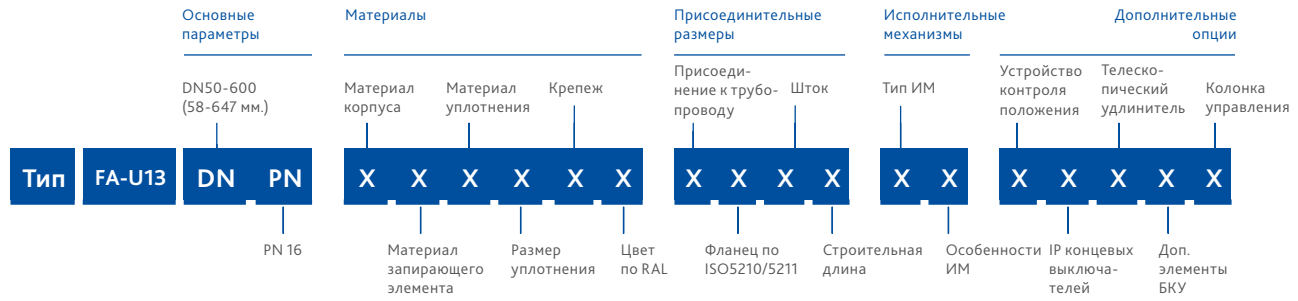 Основные
параметры
Материалы
Присоединительные
размеры
Исполнительные
механизмы
Дополнительные
опции
DN50-600
(58-647 мм.)
Материал
корпуса
Материал
уплотнения
Крепеж
Присоеди-
нение к трубо-
проводу
Шток
Тип ИМ
Устройство
контроля
положения
Телеско-
пический
удлинитель
Колонка
управления
Тип FA-U13 DN PN X X X X X X X X X X X X X X X X X
PN 16
Материал
запирающего
элемента
Размер
уплотнения
Цвет
по RAL
Фланец по
ISO5210/5211
Строительная
длина
Особенности
ИМ
IP концевых
выключа-
телей
Доп.
элементы
БКУ